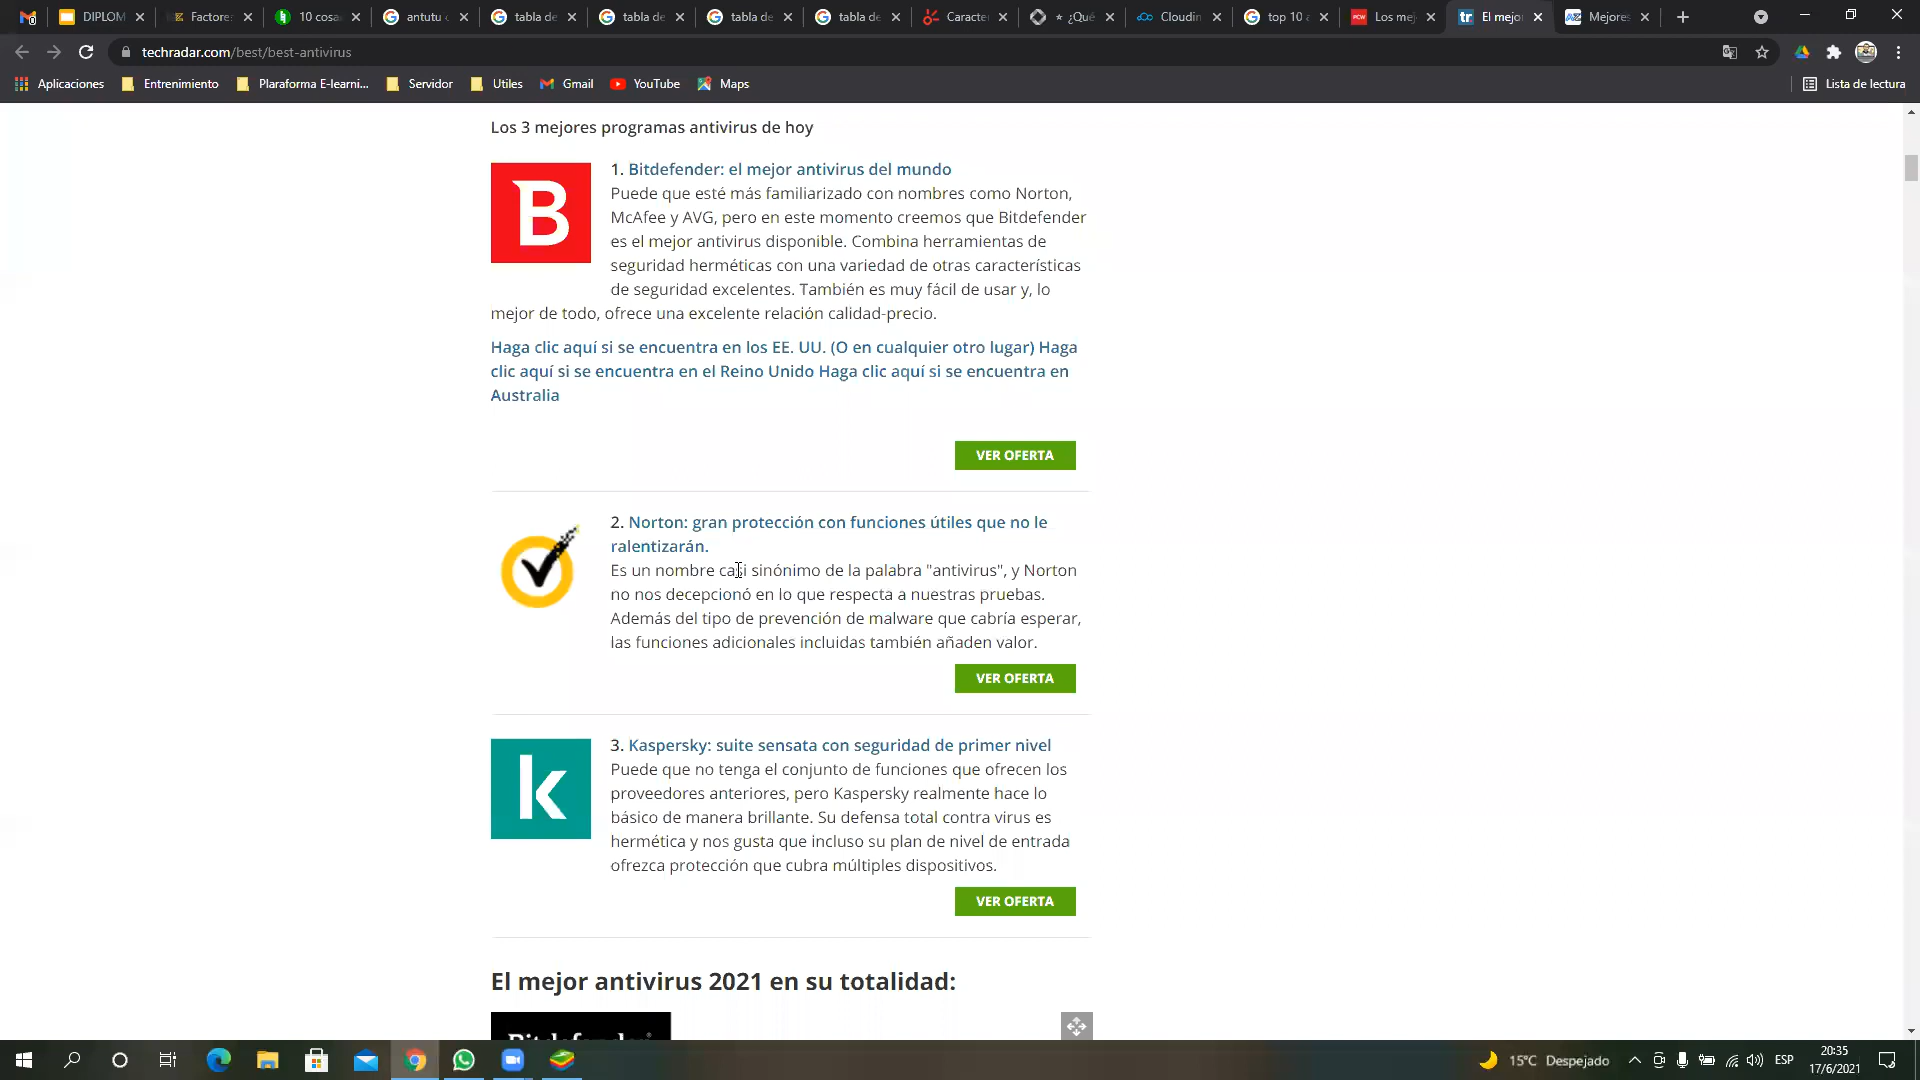 DIPLOM
Factore
10 cosa
antutu
tabla de
tabla de
tabla de
tabla de
Caracte
¿Qué
Cloudin
top 10
Los mej
tr El mejo
AZ Mejores
techradar.com/best/best-antivirus
Aplicaciones Entrenimiento Plaraforma E-learni... Servidor Utiles Gmail YouTube Maps Lista de lectura
Los 3 mejores programas antivirus de hoy
B
1. Bitdefender: el mejor antivirus del mundo
Puede que esté más familiarizado con nombres como Norton,
McAfee y AVG, pero en este momento creemos que Bitdefender
es el mejor antivirus disponible. Combina herramientas de
seguridad herméticas con una variedad de otras características
de seguridad excelentes. También es muy fácil de usar y, lo
mejor de todo, ofrece una excelente relación calidad-precio.
Haga clic aquí si se encuentra en los EE. UU. (O en cualquier otro lugar) Haga
clic aquí si se encuentra en el Reino Unido Haga clic aquí si se encuentra en
Australia
VER OFERTA
2. Norton: gran protección con funciones útiles que no le
ralentizarán.
Es un nombre casi sinónimo de la palabra "antivirus", y Norton
no nos decepcionó en lo que respecta a nuestras pruebas.
Además del tipo de prevención de malware que cabría esperar,
las funciones adicionales incluidas también añaden valor.
VER OFERTA
k
3. Kaspersky: suite sensata con seguridad de primer nivel
Puede que no tenga el conjunto de funciones que ofrecen los
proveedores anteriores, pero Kaspersky realmente hace lo
básico de manera brillante. Su defensa total contra virus es
hermética y nos gusta que incluso su plan de nivel de entrada
ofrezca protección que cubra múltiples dispositivos.
VER OFERTA
El mejor antivirus 2021 en su totalidad:
Bitdefender
15°C Despejado
ESP
20:35
17/6/2021